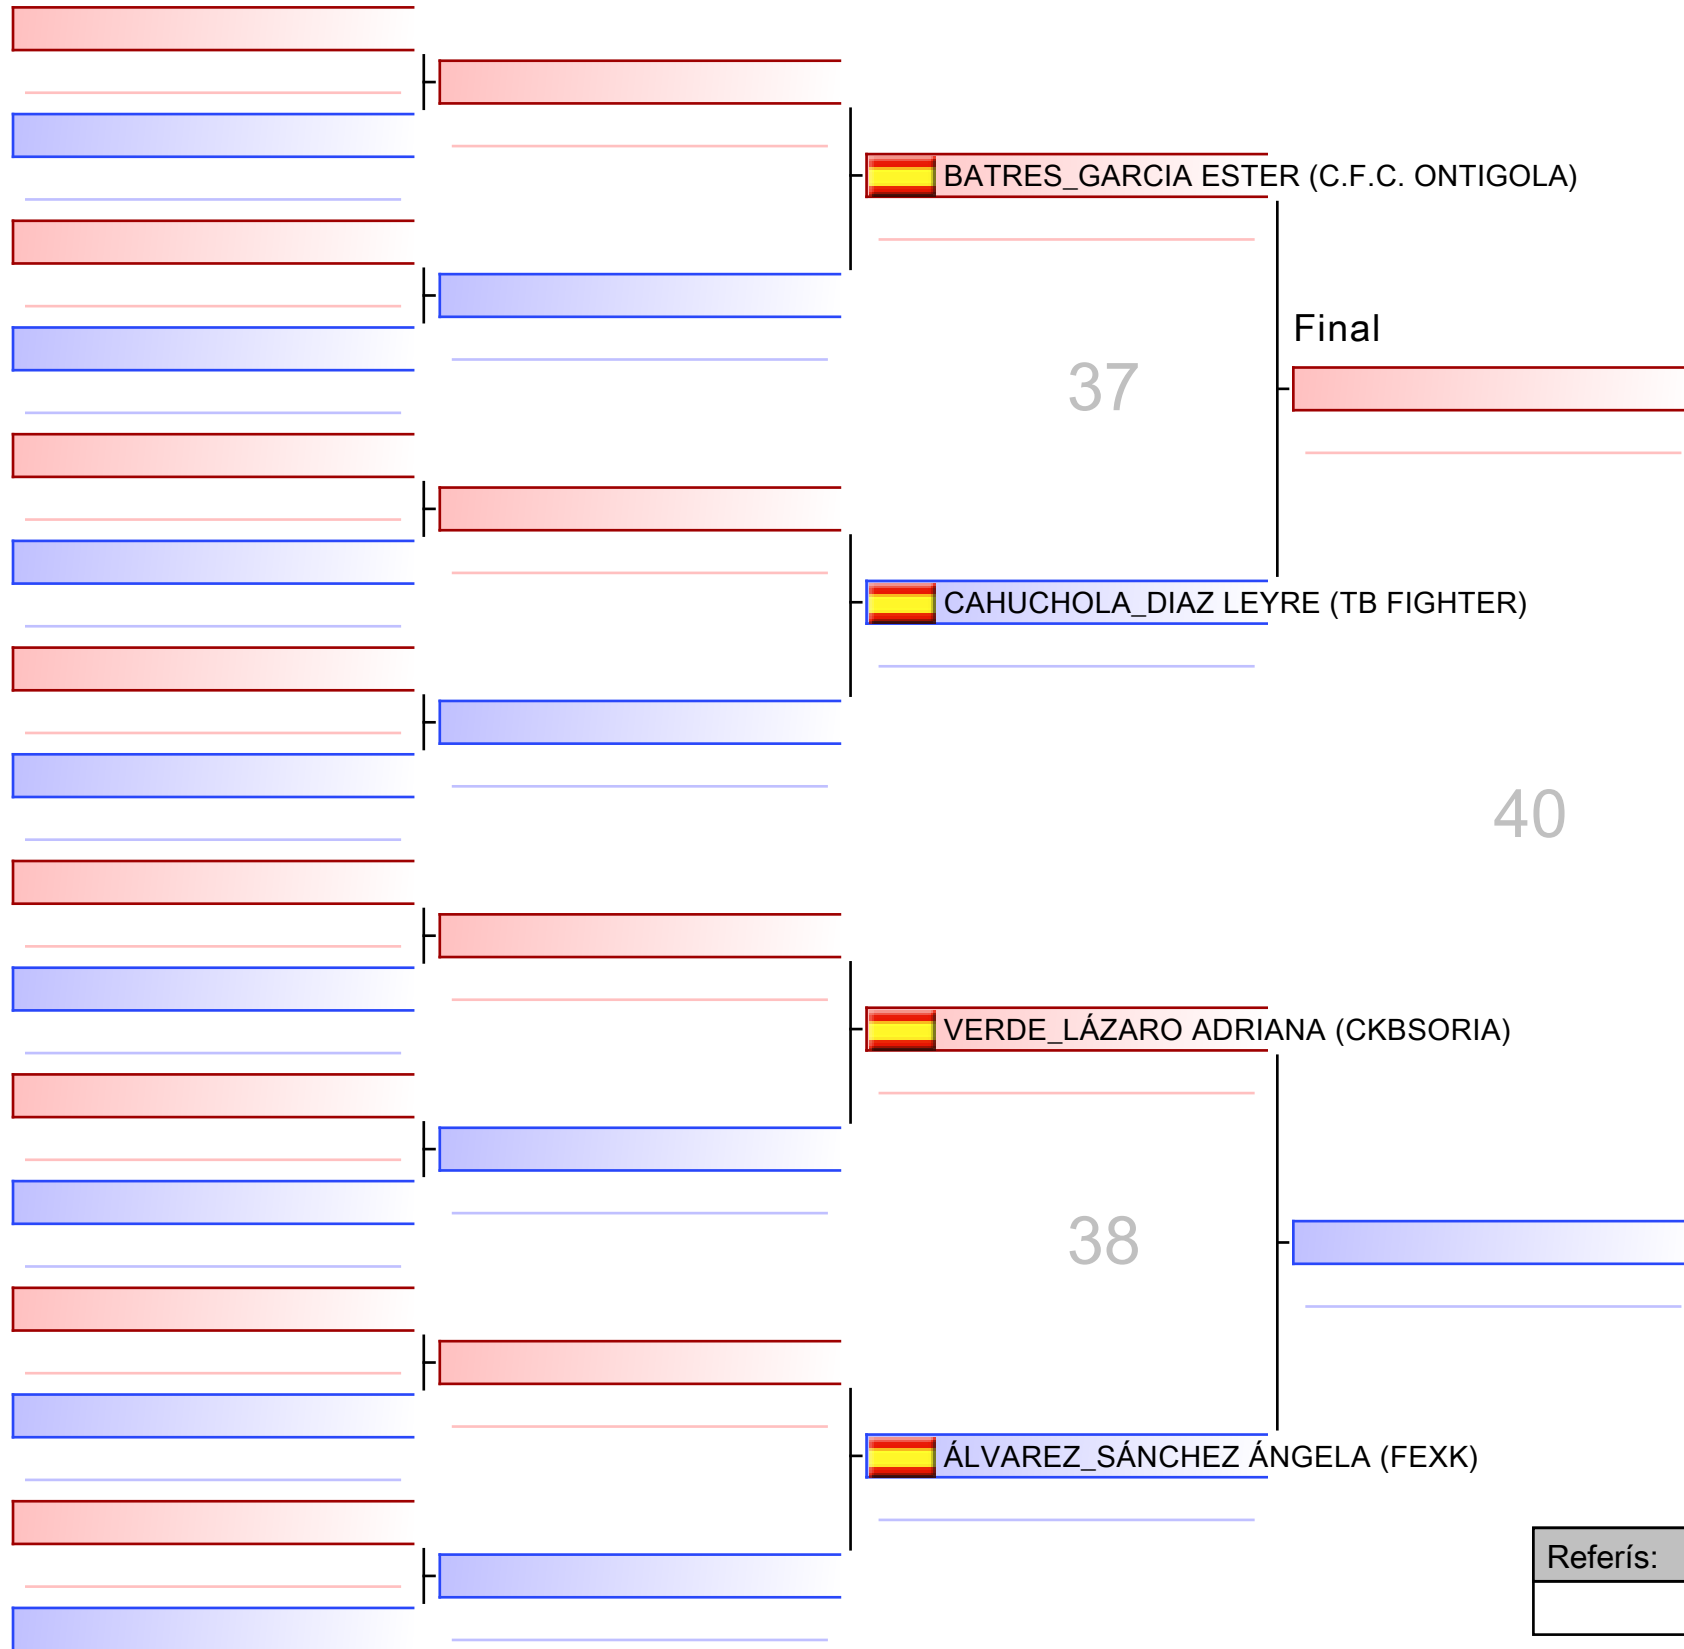 BATRES_GARCIA ESTER (C.F.C. ONTIGOLA)
Final
37
CAHUCHOLA_DIAZ LEYRE (TB FIGHTER)
40
VERDE_LÁZARO ADRIANA (CKBSORIA)
38
ÁLVAREZ_SÁNCHEZ ÁNGELA (FEXK)
Referís: